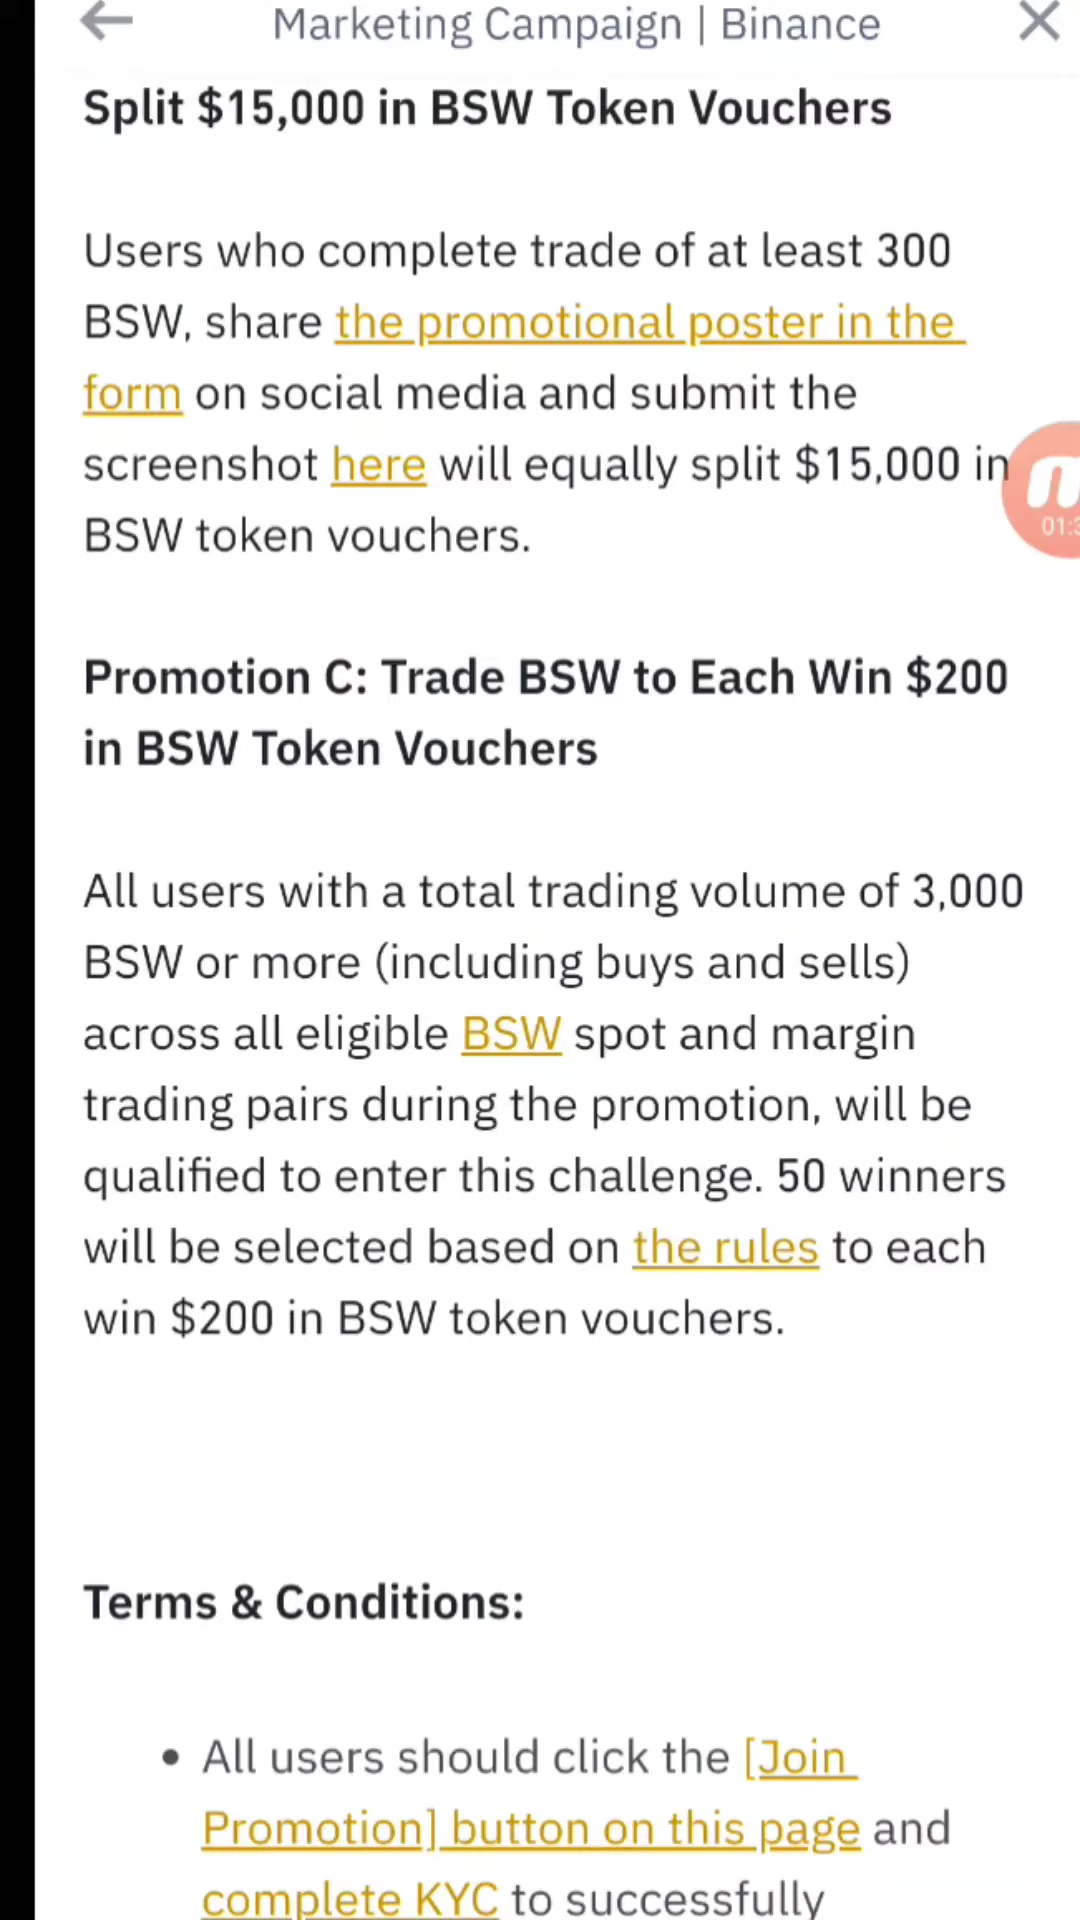 Marketing Campaign | Binance
Split $15,000 in BSW Token Vouchers
Users who complete trade of at least 300
BSW, share the promotional poster in the
form on social media and submit the
screenshot here will equally split $15,000 in
BSW token vouchers.
Promotion C: Trade BSW to Each Win $200
in BSW Token Vouchers
All users with a total trading volume of 3,000
BSW or more (including buys and sells)
across all eligible BSW spot and margin
trading pairs during the promotion, will be
qualified to enter this challenge. 50 winners
will be selected based on the rules to each
win $200 in BSW token vouchers.
Terms & Conditions:
• All users should click the [Join
Promotion] button on this page and
complete KYC to successfully